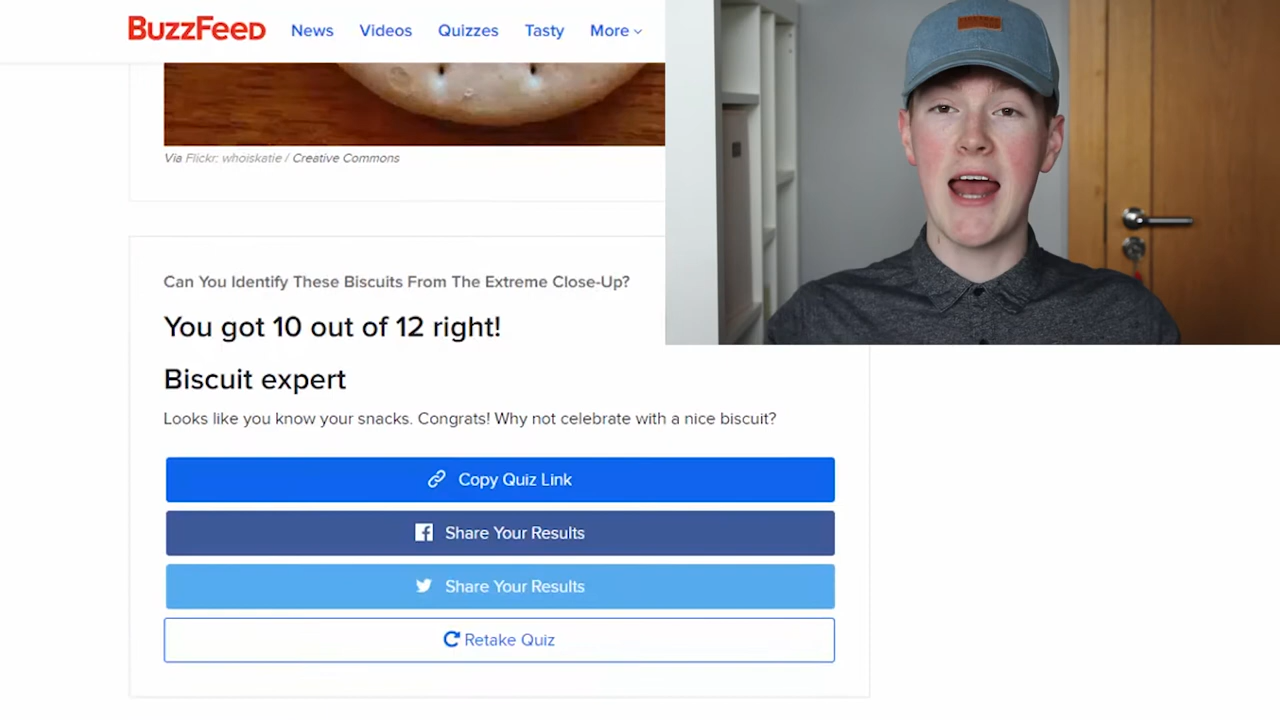 BuzzFeed News Videos Quizzes Tasty More
Via Flickr: whoiskatie / Creative Commons
Can You Identify These Biscuits From The Extreme Close-Up?
You got 10 out of 12 right!
Biscuit expert
Looks like you know your snacks. Congrats! Why not celebrate with a nice biscuit?
Copy Quiz Link
Share Your Results
Share Your Results
Retake Quiz